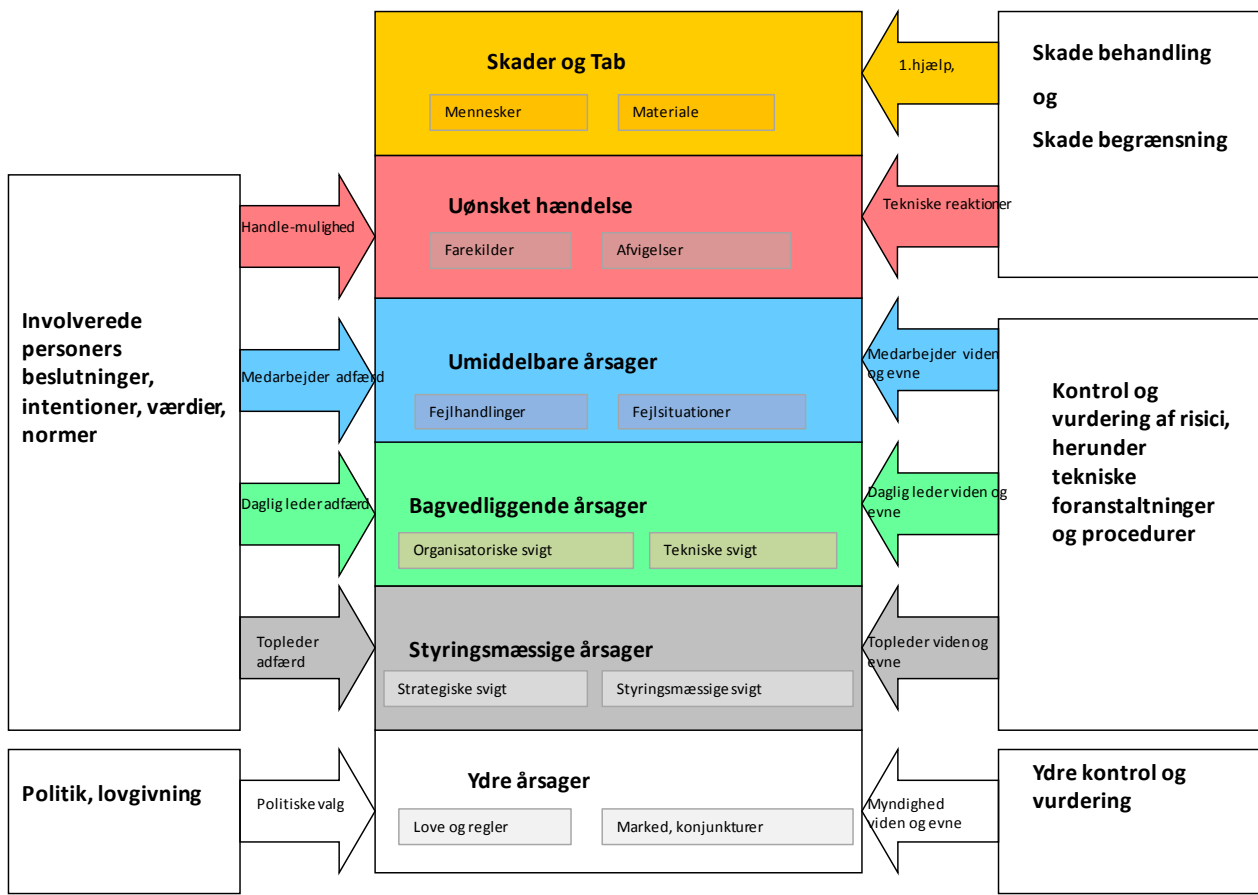 Skader og Tab
Mennesker
Materiale
1.hjælp,
Skade behandling
og
Skade begrænsning
Uønsket hændelse
Farekilder
Afvigelser
Handle-mulighed
Tekniske reaktioner
Involverede
personers
beslutninger,
intentioner, værdier,
normer
Umiddelbare årsager
Fejlhandlinger
Fejlsituationer
Medarbejder adfærd
Medarbejder viden
og evne
Kontrol og
vurdering af risici,
herunder
tekniske
foranstaltninger
og procedurer
Bagvedliggende årsager
Organisatoriske svigt
Tekniske svigt
Daglig leder adfærd
Daglig leder viden og
evne
Styringsmæssige årsager
Strategiske svigt
Styringsmæssige svigt
Topleder
adfærd
Topleder viden og
evne
Politik, lovgivning
Politiske valg
Ydre årsager
Love og regler
Marked, konjunkturer
Myndighed
viden og evne
Ydre kontrol og
vurdering